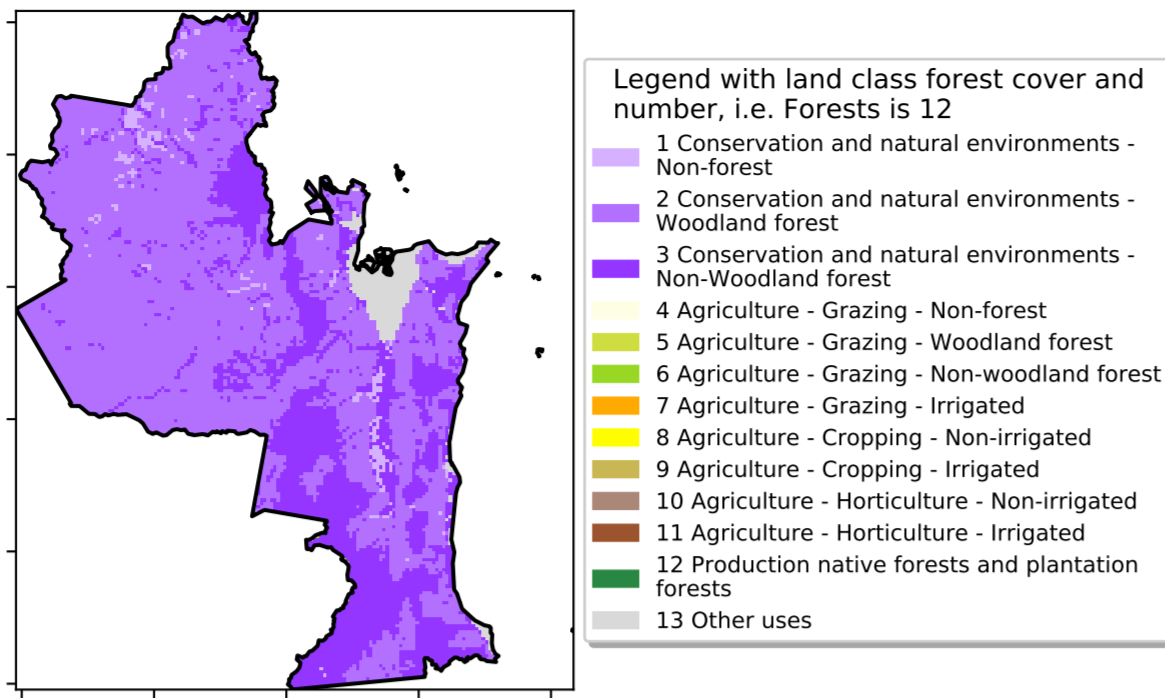 Legend with land class forest cover and
number, i.e. Forests is 12
1 Conservation and natural environments -
Non-forest
2 Conservation and natural environments -
Woodland forest
3 Conservation and natural environments -
Non-Woodland forest
4 Agriculture - Grazing - Non-forest
5 Agriculture - Grazing - Woodland forest
6 Agriculture - Grazing - Non-woodland forest
7 Agriculture - Grazing - Irrigated
8 Agriculture - Cropping - Non-irrigated
9 Agriculture - Cropping - Irrigated
10 Agriculture - Horticulture - Non-irrigated
11 Agriculture - Horticulture - Irrigated
12 Production native forests and plantation
forests
13 Other uses